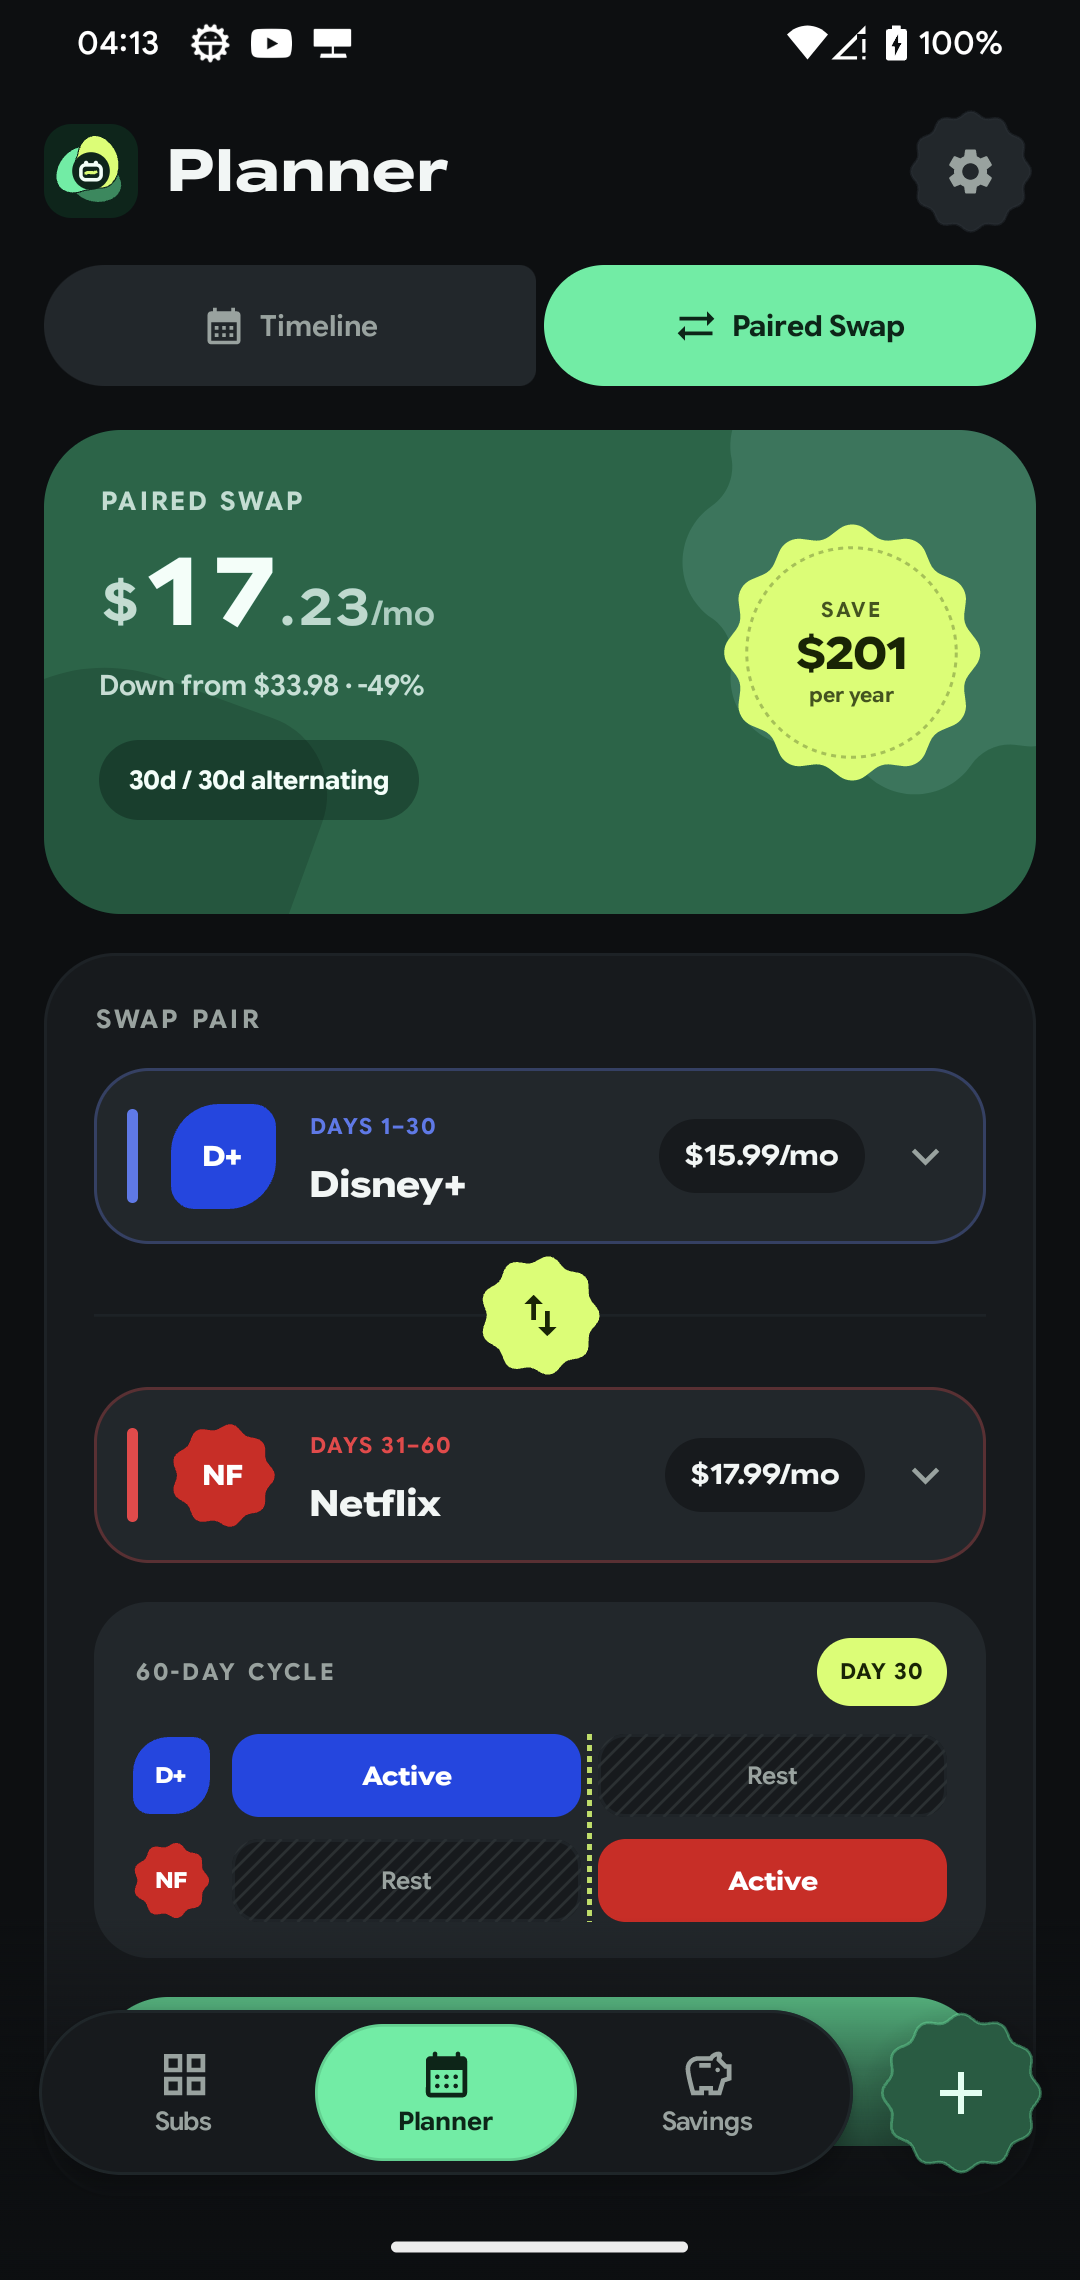 04:13
100%
Planner
Timeline
Paired Swap
PAIRED SWAP
$17.23/mo
Down from $33.98 · -49%
30d / 30d alternating
SAVE
$201
per year
SWAP PAIR
D+
DAYS 1–30
Disney+
$15.99/mo
NF
DAYS 31–60
Netflix
$17.99/mo
60-DAY CYCLE
DAY 30
D+
Active
Rest
NF
Rest
Active
Subs
Planner
Savings